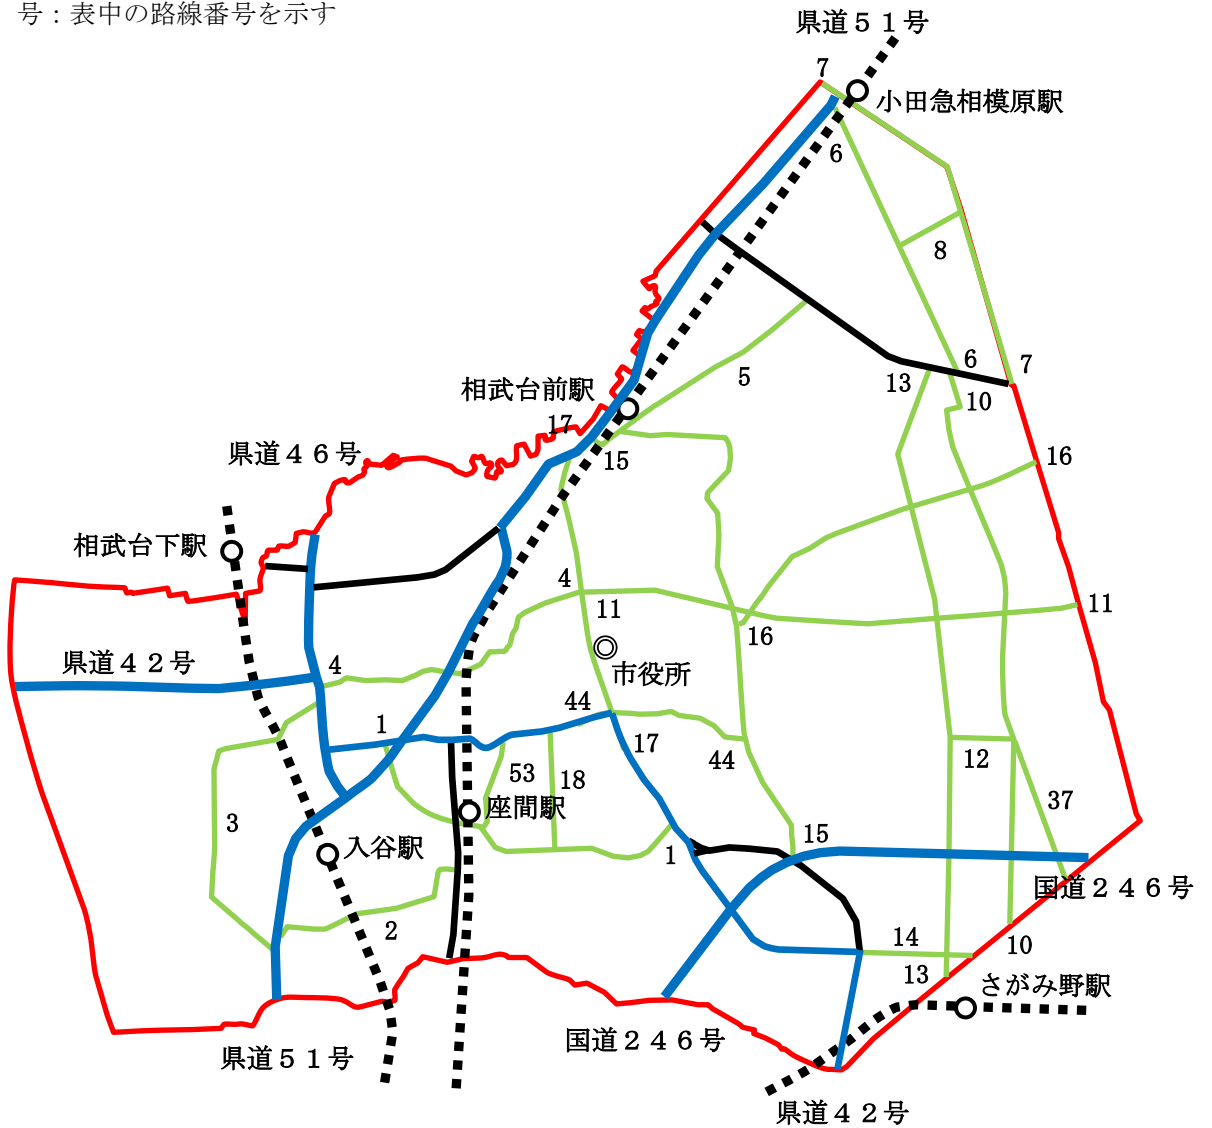 号：表中の路線番号を示す
県道５１号
7
小田急相模原駅
6
8
6
7
5
13
相武台前駅
10
17
県道４６号
15
16
相武台下駅
4
11
11
16
県道４２号
4
市役所
44
1
17
44
12
53
18
37
座間駅
3
15
入谷駅
1
国道２４６号
2
14
10
13
さがみ野駅
県道５１号
国道２４６号
県道４２号